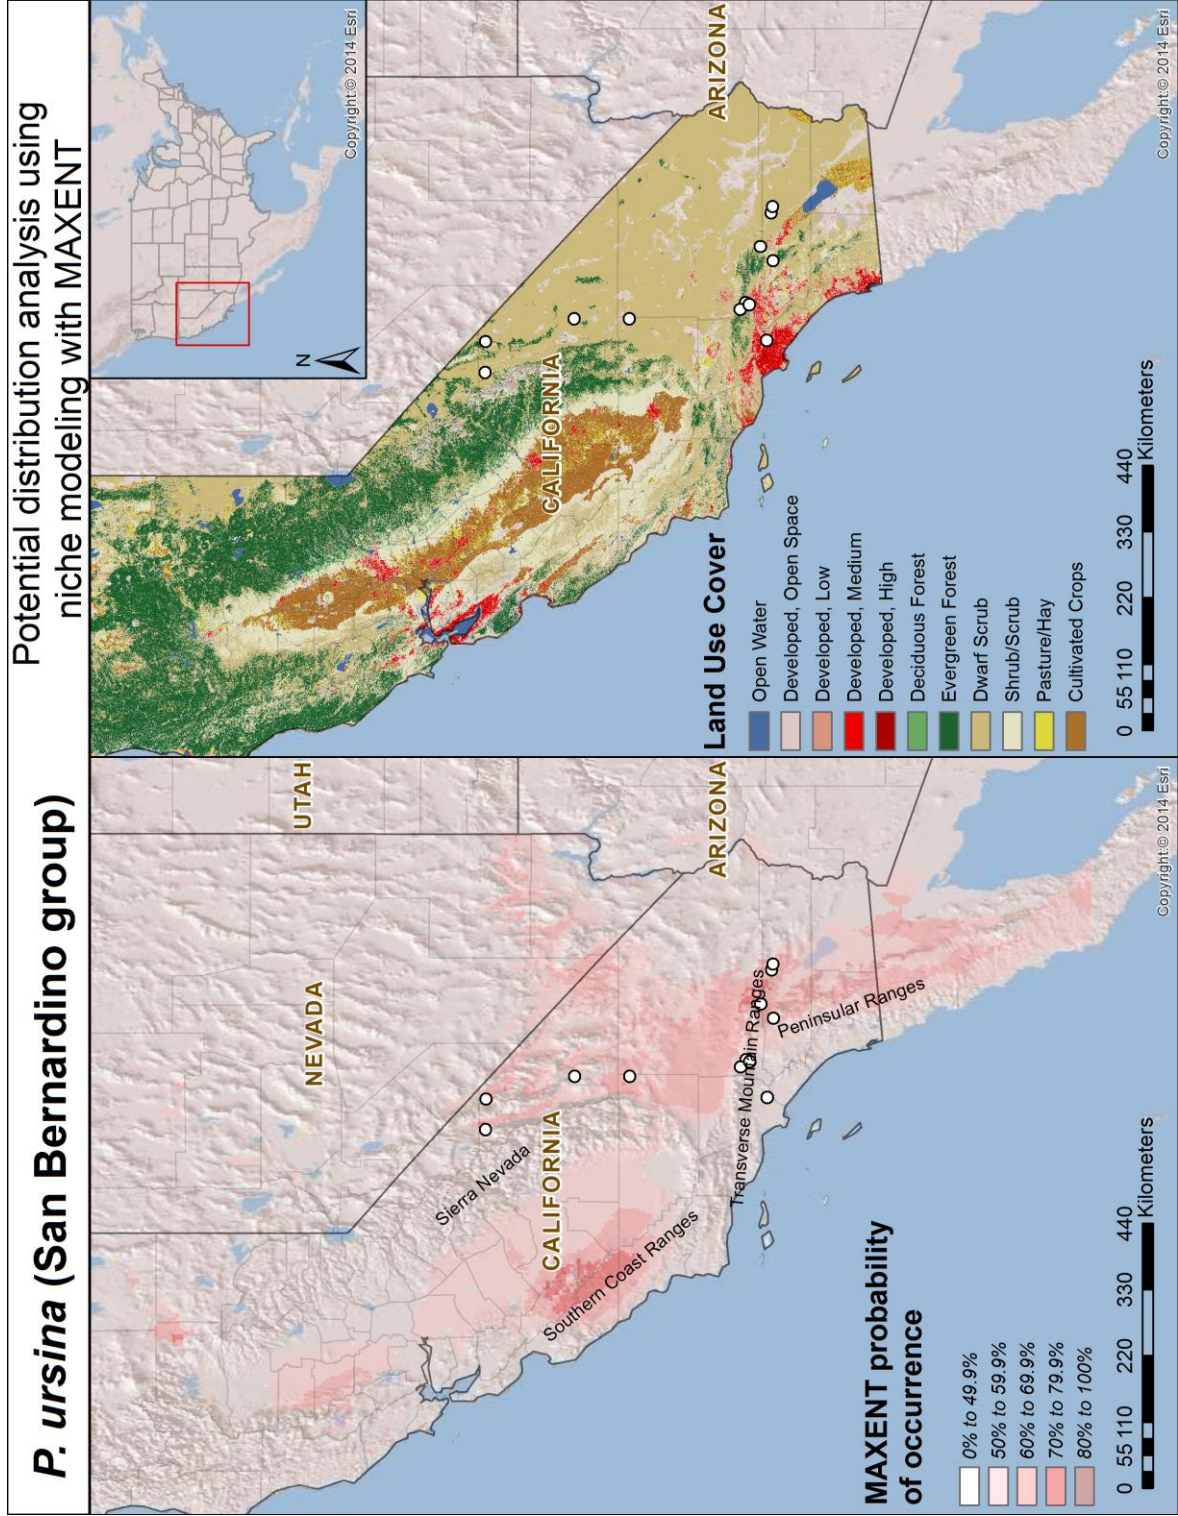 P. ursina (San Bernardino group)
Potential distribution analysis using
niche modeling with MAXENT
UTAH
NEVADA
ARIZONA
CALIFORNIA
Sierra Nevada
Southern Coast Ranges
Transverse Mountain Ranges
Peninsular Ranges
MAXENT probability
of occurrence
0% to 49.9%
50% to 59.9%
60% to 69.9%
70% to 79.9%
80% to 100%
0 55 110 220 330 440
Kilometers
Copyright:© 2014 Esri
N
Copyright:© 2014 Esri
ARIZONA
CALIFORNIA
Land Use Cover
Open Water
Developed, Open Space
Developed, Low
Developed, Medium
Developed, High
Deciduous Forest
Evergreen Forest
Dwarf Scrub
Shrub/Scrub
Pasture/Hay
Cultivated Crops
0 55 110 220 330 440
Kilometers
Copyright:© 2014 Esri